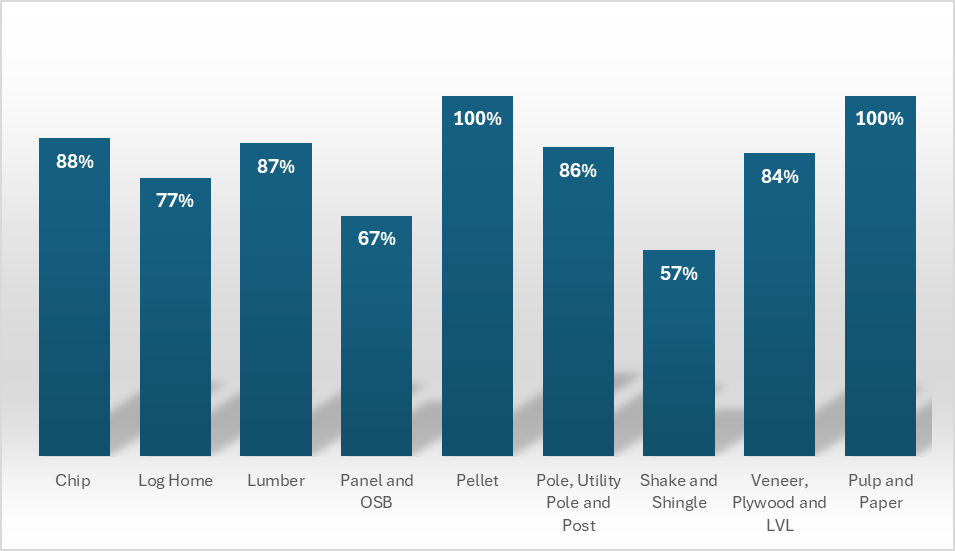 88%
77%
87%
67%
100%
86%
57%
84%
100%
Chip
Log Home
Lumber
Panel and
OSB
Pellet
Pole, Utility
Pole and
Post
Shake and
Shingle
Veneer,
Plywood and
LVL
Pulp and
Paper